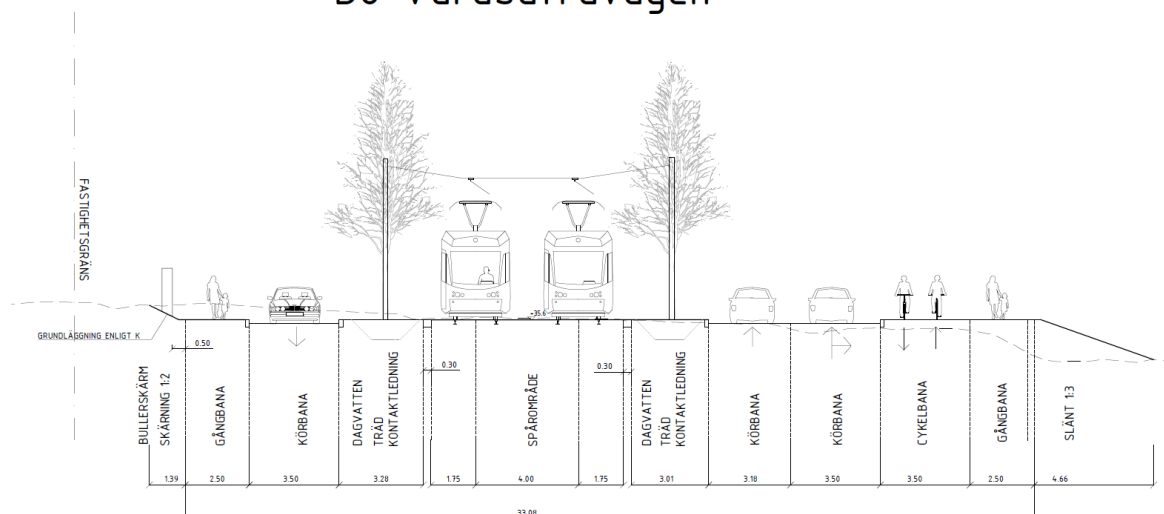 FASTIGHETSGRÄNS
+35.6
GRUNDLÄGGNING ENLIGT K
0.50
0.30
0.30
BULLERSKÄRM
SKÄRNING 1:2
GÅNGBANA
KÖRBANA
DAGVATTEN
TRÄD
KONTAKTLEDNING
SPÅROMRÅDE
DAGVATTEN
TRÄD
KONTAKTLEDNING
KÖRBANA
KÖRBANA
CYKELBANA
GÅNGBANA
SLÄNT 1:3
1.39 2.50 3.50 3.28 1.75 4.00 1.75 3.01 3.18 3.50 3.50 2.50 4.66
33.08